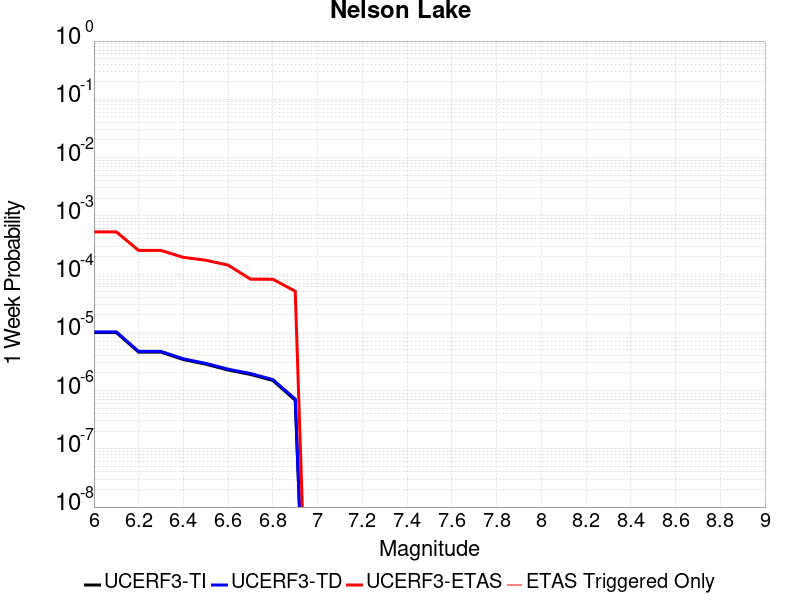 Nelson Lake
10 0
10 -1
10 -2
10 -3
10 -4
10 -5
10 -6
10 -7
10 -8
1 Week Probability
6 6.2 6.4 6.6 6.8 7 7.2 7.4 7.6 7.8 8 8.2 8.4 8.6 8.8 9
Magnitude
UCERF3-TI UCERF3-TD UCERF3-ETAS ETAS Triggered Only